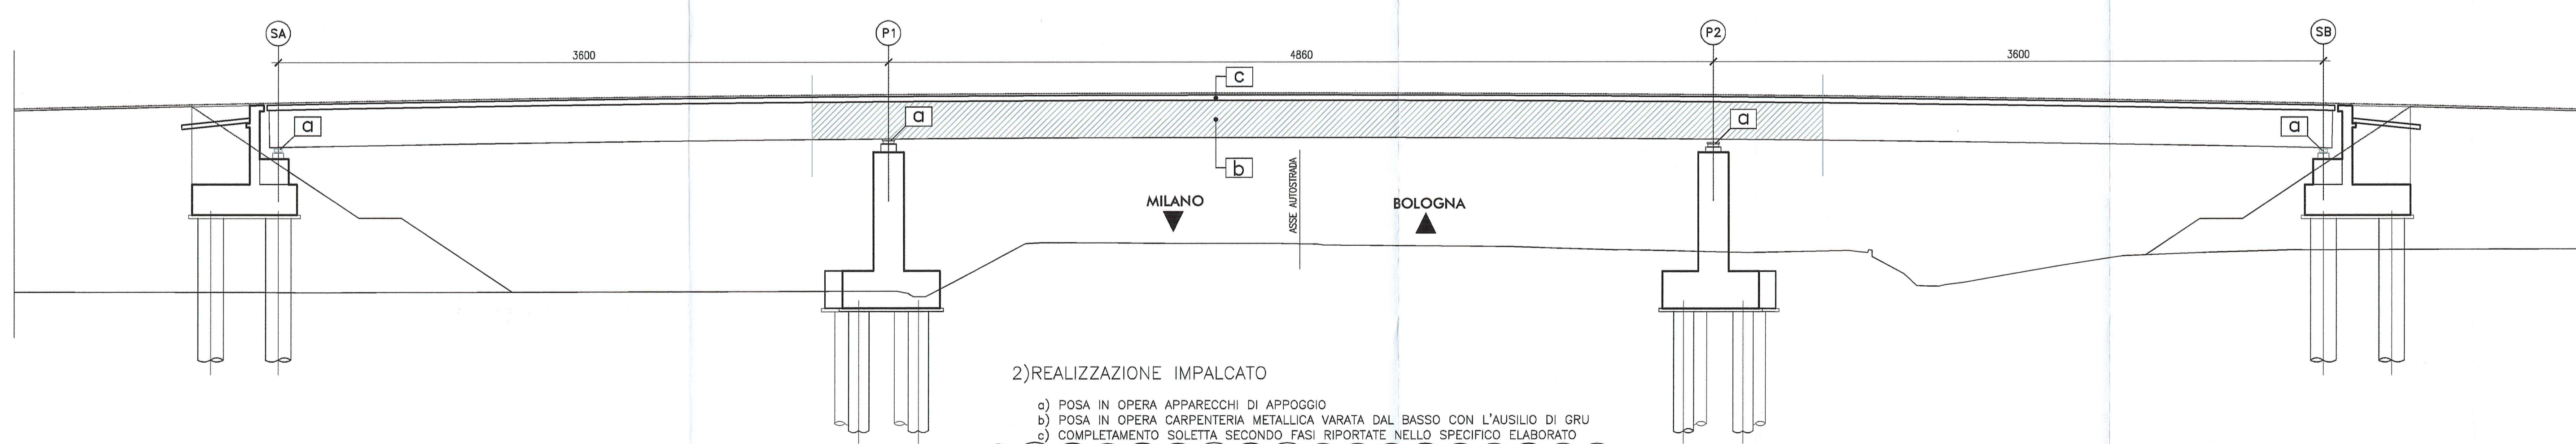 SA
P1
P2
SB
3600
4860
3600
c
a
a
a
a
b
MILANO
ASSE AUTOSTRADA
BOLOGNA
2)REALIZZAZIONE IMPALCATO
a) POSA IN OPERA APPARECCHI DI APPOGGIO
b) POSA IN OPERA CARPENTERIA METALLICA VARATA DAL BASSO CON L'AUSILIO DI GRU
c) COMPLETAMENTO SOLETTA SECONDO FASI RIPORTATE NELLO SPECIFICO ELABORATO